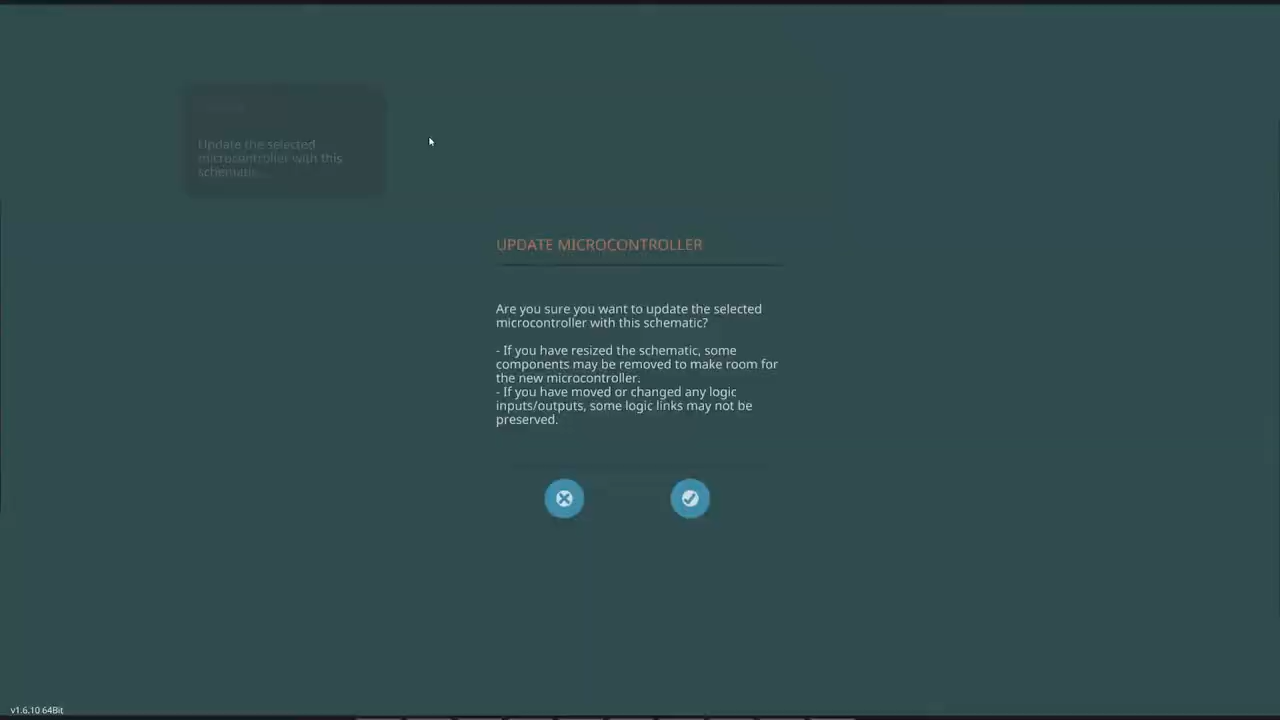 Update the selected
microcontroller with this
schematic.
UPDATE MICROCONTROLLER
Are you sure you want to update the selected
microcontroller with this schematic?
- If you have resized the schematic, some
components may be removed to make room for
the new microcontroller.
- If you have moved or changed any logic
inputs/outputs, some logic links may not be
preserved.
v1.6.10 64Bit